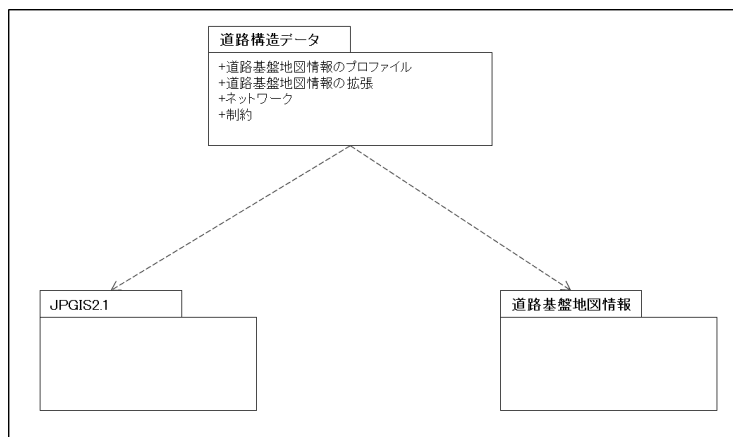 道路構造データ
+道路基盤地図情報のプロファイル
+道路基盤地図情報の拡張
+ネットワーク
+制約
JPGIS2.1
道路基盤地図情報